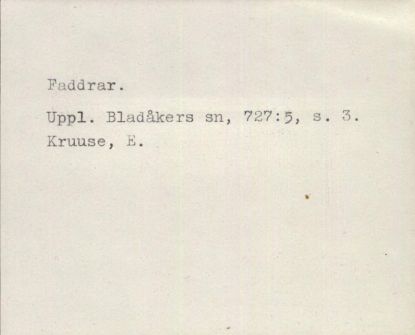 Faddrar.
Uppl. Bladåkers sn, 727:5, s. 3.
Kruuse, E.